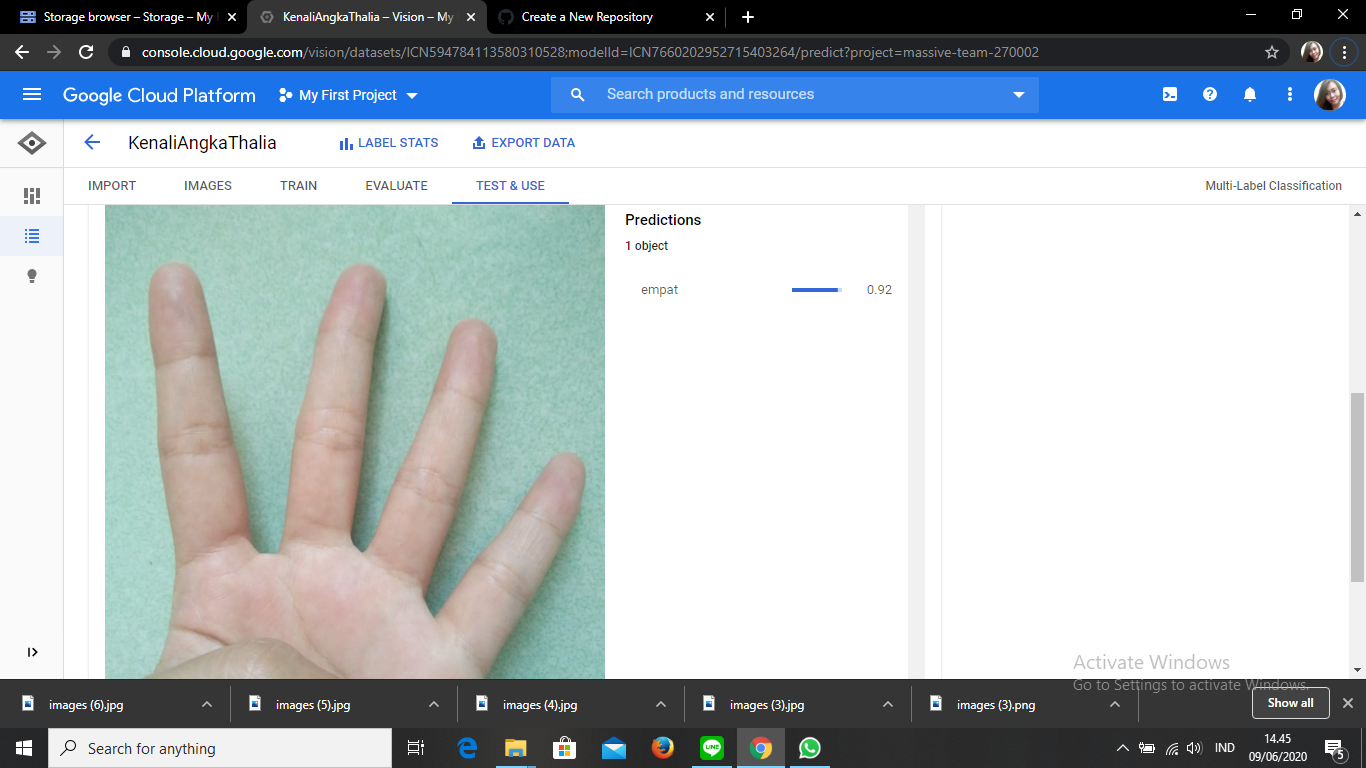 Storage browser – Storage – My
KenaliAngkaThalia – Vision – My
Create a New Repository
console.cloud.google.com/vision/datasets/ICN594784113580310528;modelId=ICN7660202952715403264/predict?project=massive-team-270002
Google Cloud Platform
My First Project
Search products and resources
KenaliAngkaThalia
LABEL STATS
EXPORT DATA
IMPORT
IMAGES
TRAIN
EVALUATE
TEST & USE
Multi-Label Classification
Predictions
1 object
empat 0.92
Activate Windows
Go to Settings to activate Windows.
images (6).jpg
images (5).jpg
images (4).jpg
images (3).jpg
images (3).png
Show all
Search for anything
LINE
IND
14.45
09/06/2020
5